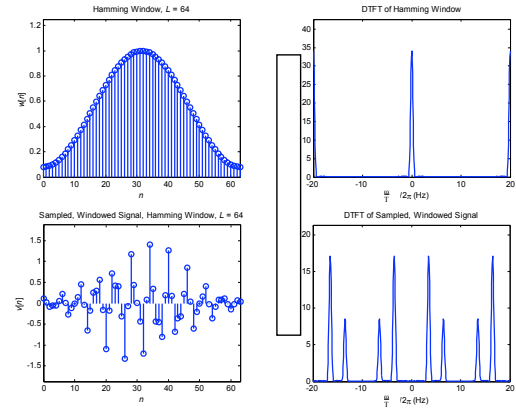 Hamming Window, L = 64
w[n]
1.2
1
0.8
0.6
0.4
0.2
0
0 10 20 30 40 50 60
n
DTFT of Hamming Window
42.5
40
30
20
10
0
-20 -10 0 10 20
ω/T /2π (Hz)
Sampled, Windowed Signal, Hamming Window, L = 64
v[n]
1.5
1
0.5
0
-0.5
-1
-1.5
0 10 20 30 40 50 60
n
DTFT of Sampled, Windowed Signal
20
15
10
5
0
-20 -10 0 10 20
ω/T /2π (Hz)